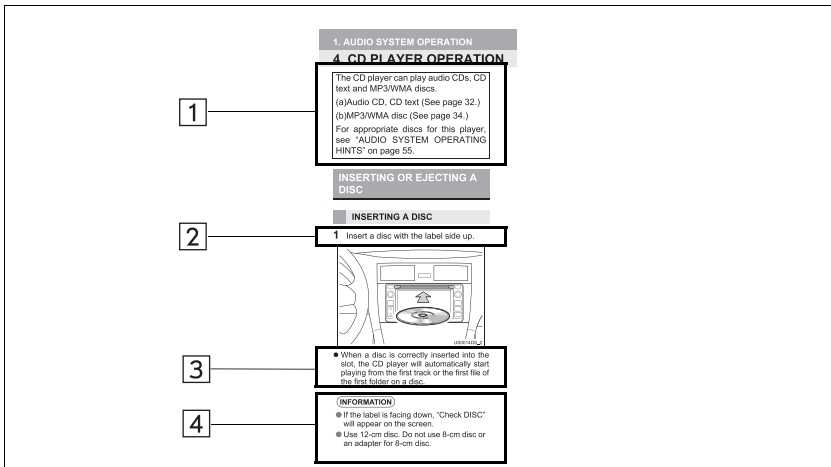 1. AUDIO SYSTEM OPERATION
4. CD PLAYER OPERATION
The CD player can play audio CDs, CD
text and MP3/WMA discs.
(a)Audio CD, CD text (See page 32.)
(b)MP3/WMA disc (See page 34.)
For appropriate discs for this player,
see “AUDIO SYSTEM OPERATING
HINTS” on page 55.
1
INSERTING OR EJECTING A
DISC
INSERTING A DISC
2
1 Insert a disc with the label side up.
US0014DS_2
3
● When a disc is correctly inserted into the
slot, the CD player will automatically start
playing from the first track or the first file of
the first folder on a disc.
4
INFORMATION
● If the label is facing down, “Check DISC”
will appear on the screen.
● Use 12-cm disc. Do not use 8-cm disc or
an adapter for 8-cm disc.